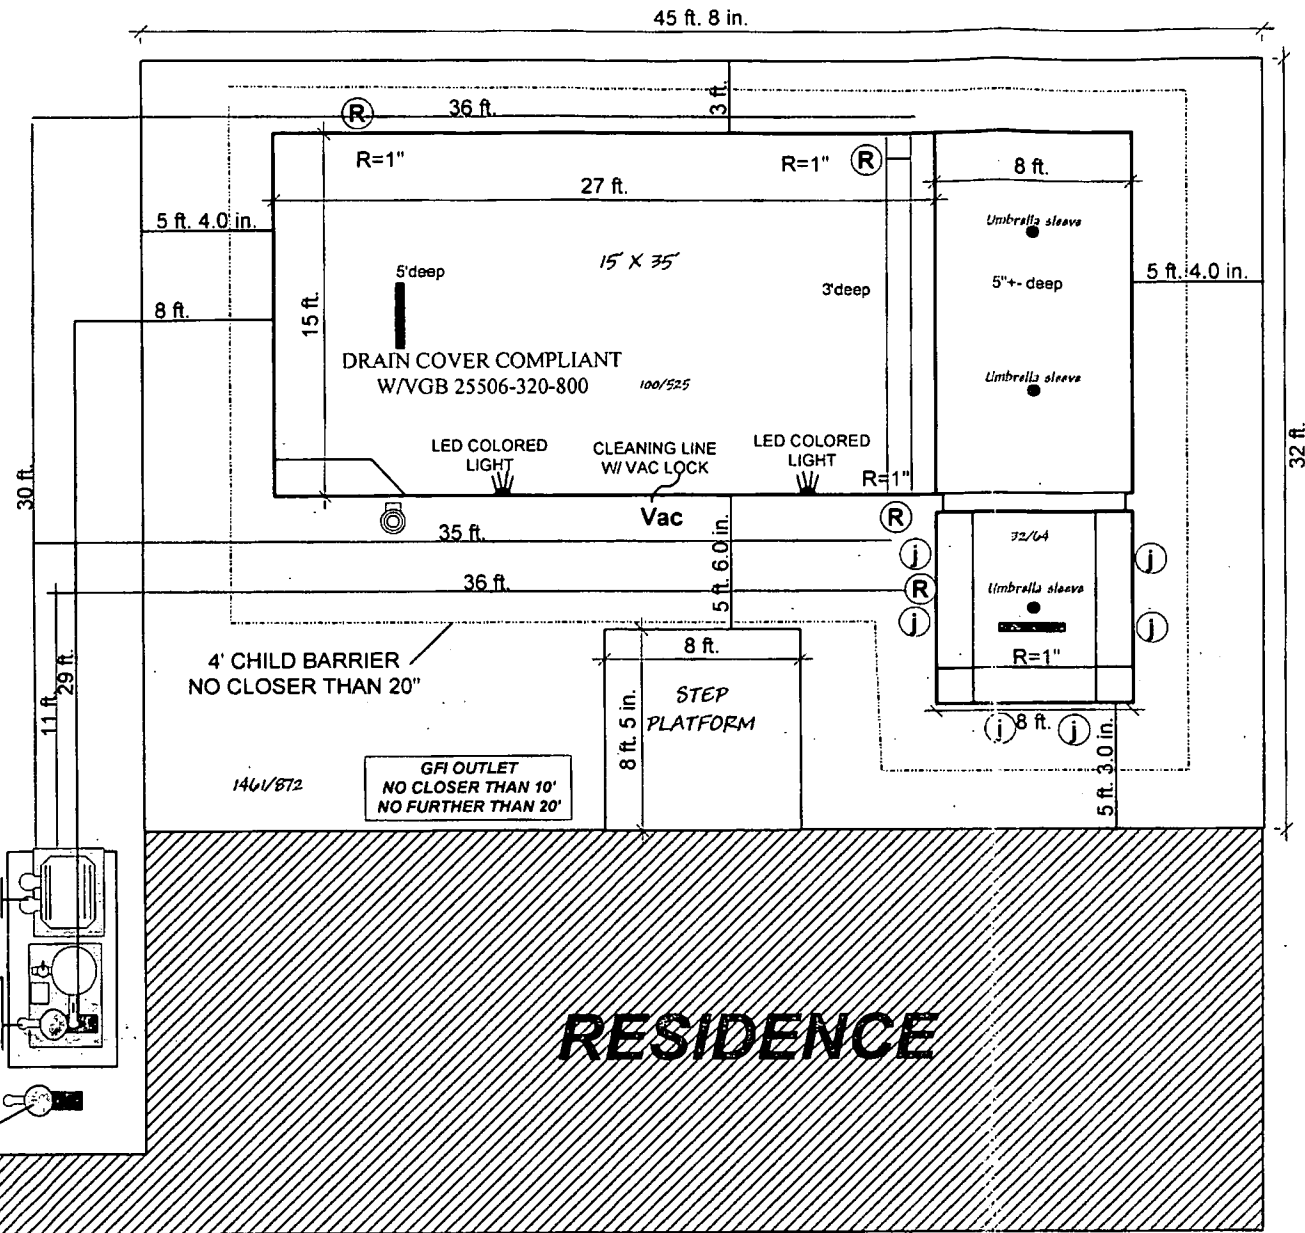 45 ft. 8 in.
R
36 ft.
3 ft.
R=1"
R=1"
R
8 ft.
27 ft.
5 ft. 4.0 in.
Umbrella sleeve
15' X 35'
5'deep
3'deep
5"+- deep
5 ft. 4.0 in.
8 ft.
15 ft.
DRAIN COVER COMPLIANT
W/VGB 25506-320-800
100/525
Umbrella sleeve
LED COLORED
LIGHT
CLEANING LINE
W/ VAC LOCK
LED COLORED
LIGHT
R=1"
32 ft.
30 ft.
Vac
R
35 ft.
5 ft. 6.0 in.
32/64
j
j
36 ft.
R
Umbrella sleeve
j
j
R=1"
4' CHILD BARRIER
NO CLOSER THAN 20"
8 ft.
29 ft.
11 ft.
STEP
PLATFORM
8 ft. 5 in.
j
8 ft.
j
5 ft. 3.0 in.
1461/872
GFI OUTLET
NO CLOSER THAN 10'
NO FURTHER THAN 20'
RESIDENCE